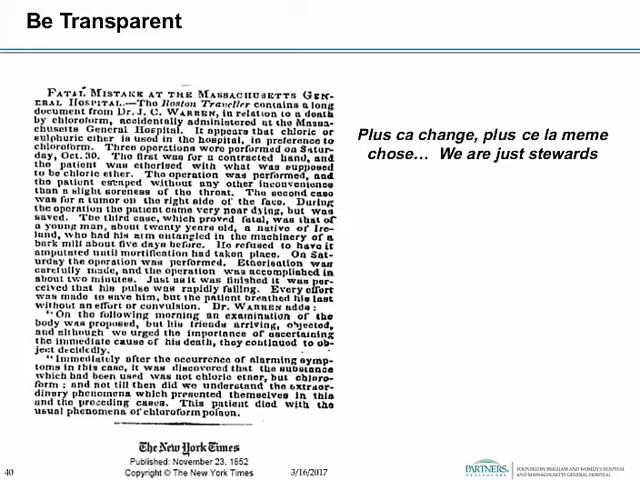 Be Transparent
FATAL MISTAKE AT THE MASSACHUSETTS GEN-
ERAL HOSPITAL.—The Boston Traveller contains a long
document from Dr. J. C. WARREN, in relation to a death
by chloroform, accidentally administered at the Massa-
chusetts General Hospital. It appears that chloric or
sulphuric ether is used in the hospital, in preference to
chloroform. Three operations were performed on Satur-
day, Oct. 30. The first was for a contracted hand, and
the patient was etherised with what was supposed
to be chloric ether. The operation was performed, and
the patient escaped without any other inconvenience
than a slight soreness of the throat. The second case
was for a tumor on the right side of the face. During
the operation the patient came very near dying, but was
saved. The third case, which proved fatal, was that of
a young man, about twenty years old, a native of Ire-
land, who had his arm entangled in the machinery of a
bark mill about five days before. He refused to have it
amputated until mortification had taken place. On Sat-
urday the operation was performed. Etherisation was
carefully made, and the operation was accomplished in
about two minutes. Just as it was finished it was per-
ceived that his pulse was rapidly failing. Every effort
was made to save him, but the patient breathed his last
without an effort or convulsion. Dr. WARREN adds:
"On the following morning an examination of the
body was proposed, but his friends arriving, objected,
and although we urged the importance of ascertaining
the immediate cause of his death, they continued to ob-
ject decidedly.
"Immediately after the occurrence of alarming symp-
toms in this case, it was discovered that the substance
which had been used was not chloric ether, but chloro-
form; and not till then did we understand the extraor-
dinary phenomena which presented themselves in this
and the preceding cases. This patient died with the
usual phenomena of chloroform poison.
Plus ca change, plus ce la meme
chose… We are just stewards
The New York Times
Published: November 23, 1852
Copyright © The New York Times
40
3/16/2017
PARTNERS
HEALTHCARE
FOUNDED BY BRIGHAM AND WOMEN'S HOSPITAL
AND MASSACHUSETTS GENERAL HOSPITAL